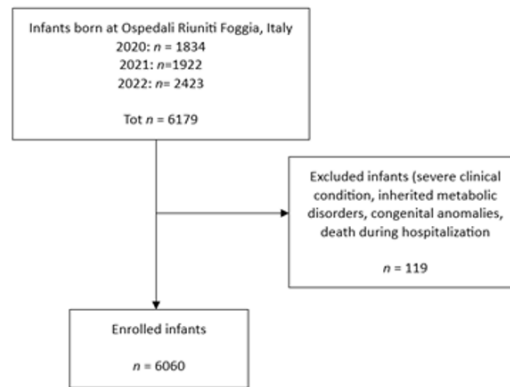 Infants born at Ospedali Riuniti Foggia, Italy
2020: n = 1834
2021: n=1922
2022: n= 2423
Tot n = 6179
Excluded infants (severe clinical
condition, inherited metabolic
disorders, congenital anomalies,
death during hospitalization
n = 119
Enrolled infants
n = 6060